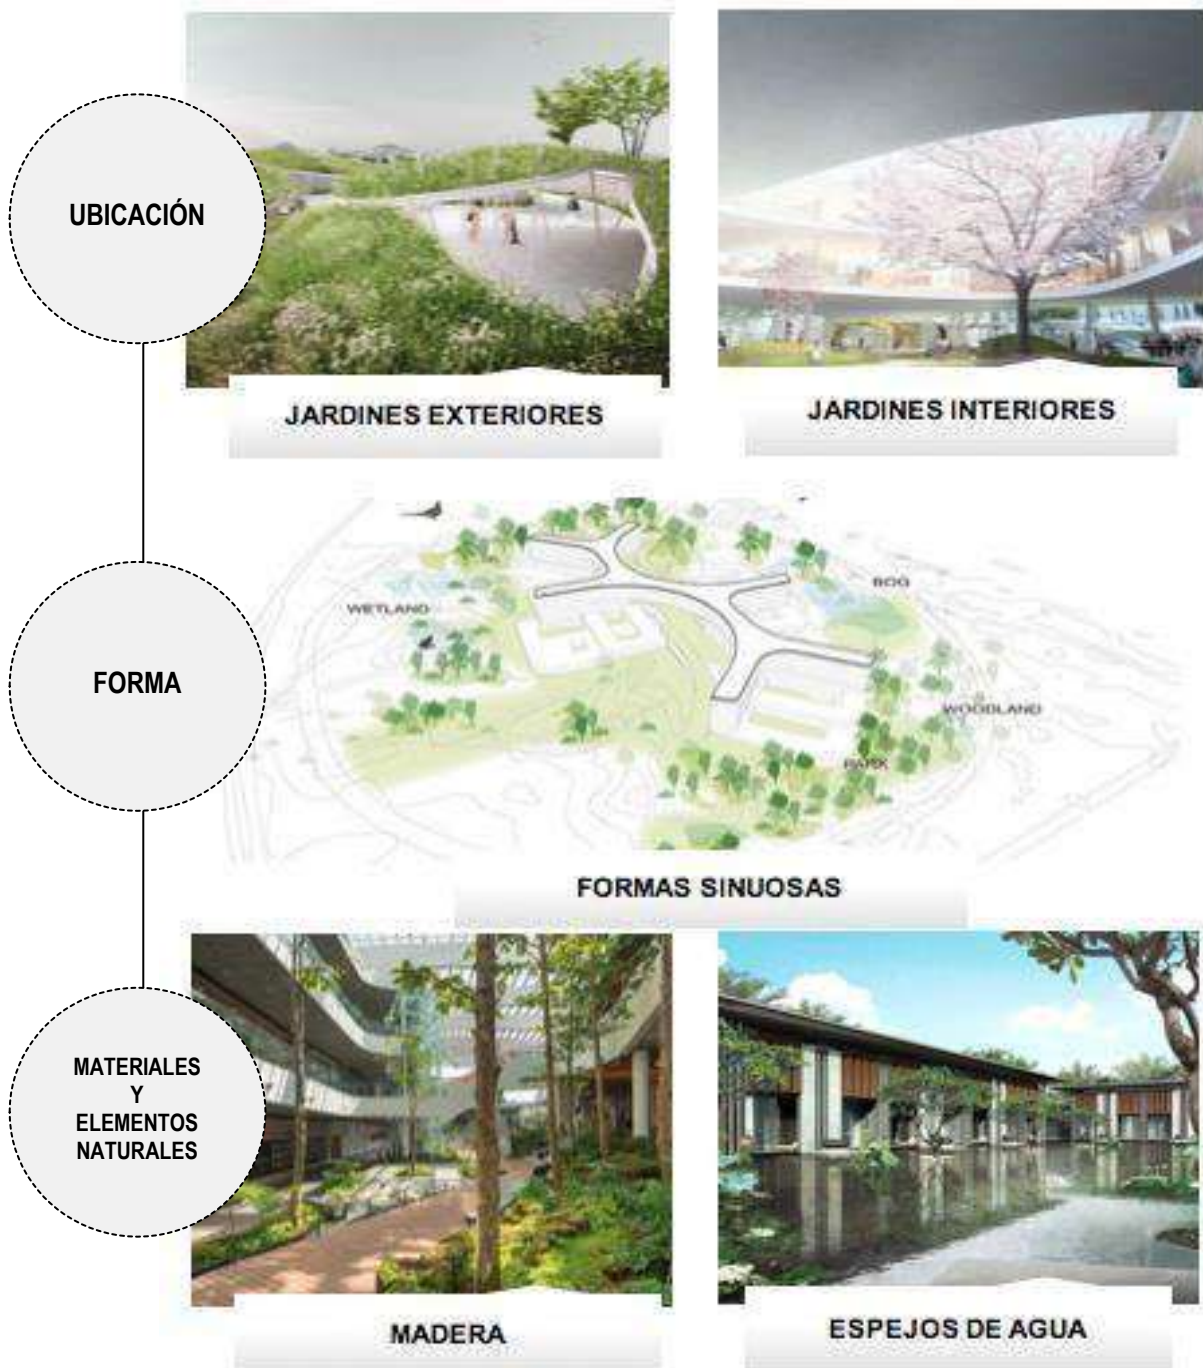 UBICACIÓN
JARDINES EXTERIORES
JARDINES INTERIORES
FORMA
WETLAND
BOG
WOODLAND
PARK
FORMAS SINUOSAS
MATERIALES
Y
ELEMENTOS
NATURALES
MADERA
ESPEJOS DE AGUA